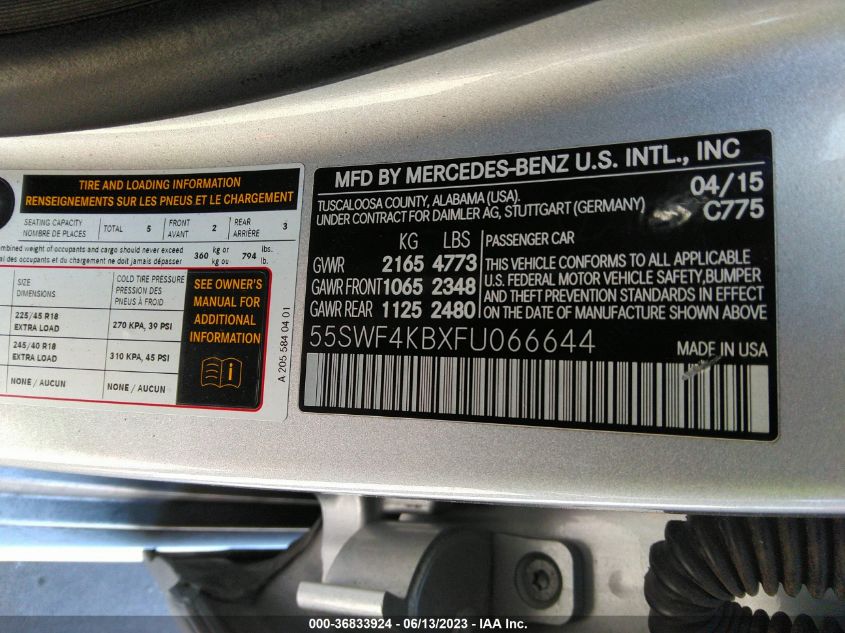 TIRE AND LOADING INFORMATION
RENSEIGNEMENTS SUR LES PNEUS ET LE CHARGEMENT
SEATING CAPACITY
NOMBRE DE PLACES
TOTAL 5
FRONT
AVANT
2
REAR
ARRIÈRE
3
combined weight of occupants and cargo should never exceed
al des occupants et du chargement ne doit jamais dépasser
360 kg or
kg ou
794 lbs.
lb.
SIZE
DIMENSIONS
COLD TIRE PRESSURE
PRESSION DES
PNEUS À FROID
225/45 R18
EXTRA LOAD
270 KPA, 39 PSI
245/40 R18
EXTRA LOAD
310 KPA, 45 PSI
NONE / AUCUN
NONE / AUCUN
SEE OWNER'S
MANUAL FOR
ADDITIONAL
INFORMATION
i
A 205 584 04 01
MFD BY MERCEDES-BENZ U.S. INTL., INC
TUSCALOOSA COUNTY, ALABAMA (USA).
UNDER CONTRACT FOR DAIMLER AG, STUTTGART (GERMANY)
04/15
C775
KG LBS
GWR 2165 4773
GAWR FRONT 1065 2348
GAWR REAR 1125 2480
PASSENGER CAR
THIS VEHICLE CONFORMS TO ALL APPLICABLE
U.S. FEDERAL MOTOR VEHICLE SAFETY, BUMPER
AND THEFT PREVENTION STANDARDS IN EFFECT
ON THE DATE OF MANUFACTURE SHOWN ABOVE
55SWF4KBXFU066644
MADE IN USA
000-36833924 / 06/13/2023 - IAA Inc.